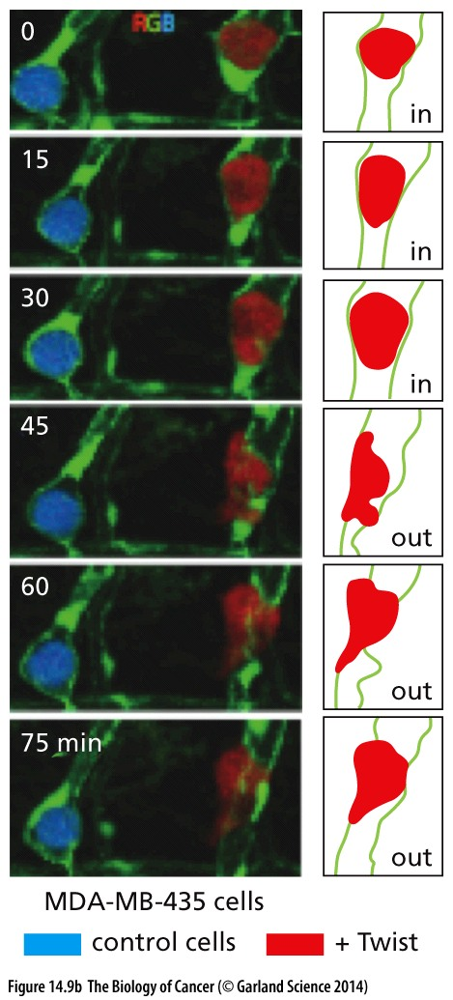 0
RGB
in
15
in
30
in
45
out
60
out
75 min
out
MDA-MB-435 cells
control cells
+ Twist
Figure 14.9b The Biology of Cancer (© Garland Science 2014)